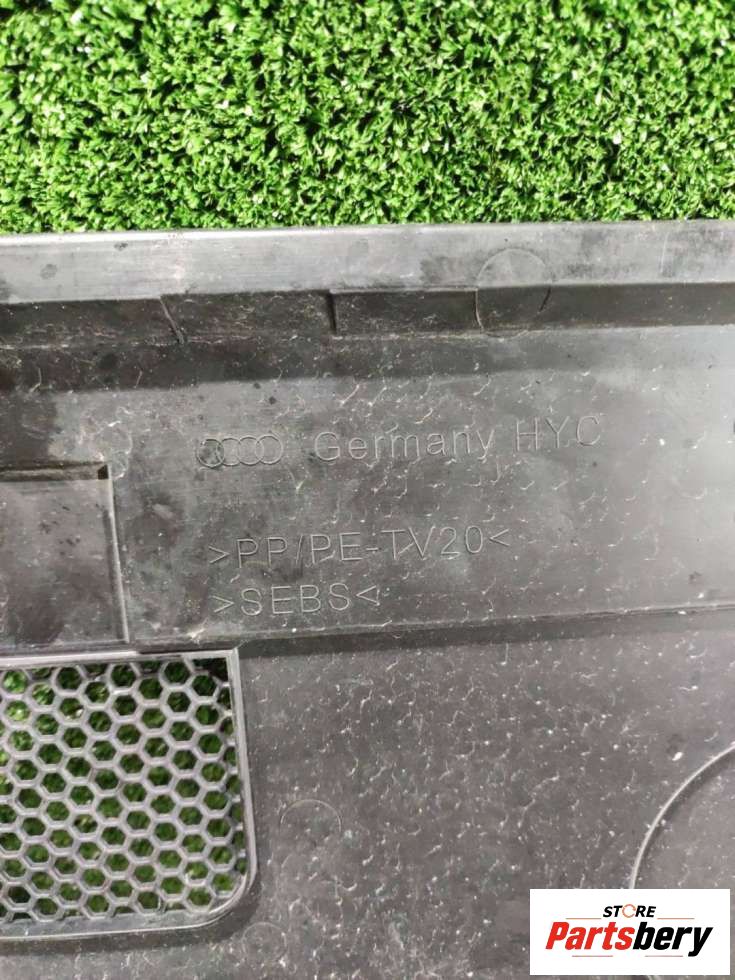 Germany HYC
>PP/PE-TV20<
>SEBS<
STORE
Partsbery